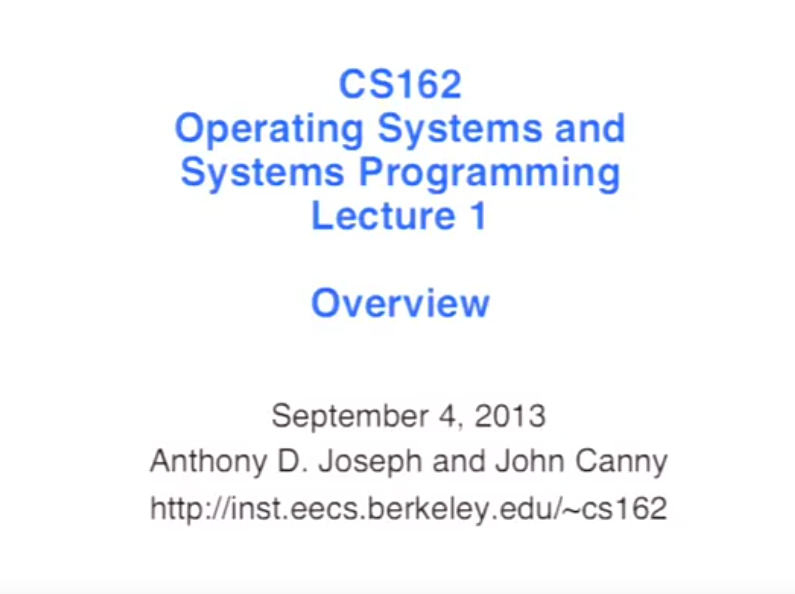 CS162
Operating Systems and
Systems Programming
Lecture 1
Overview
September 4, 2013
Anthony D. Joseph and John Canny
http://inst.eecs.berkeley.edu/~cs162